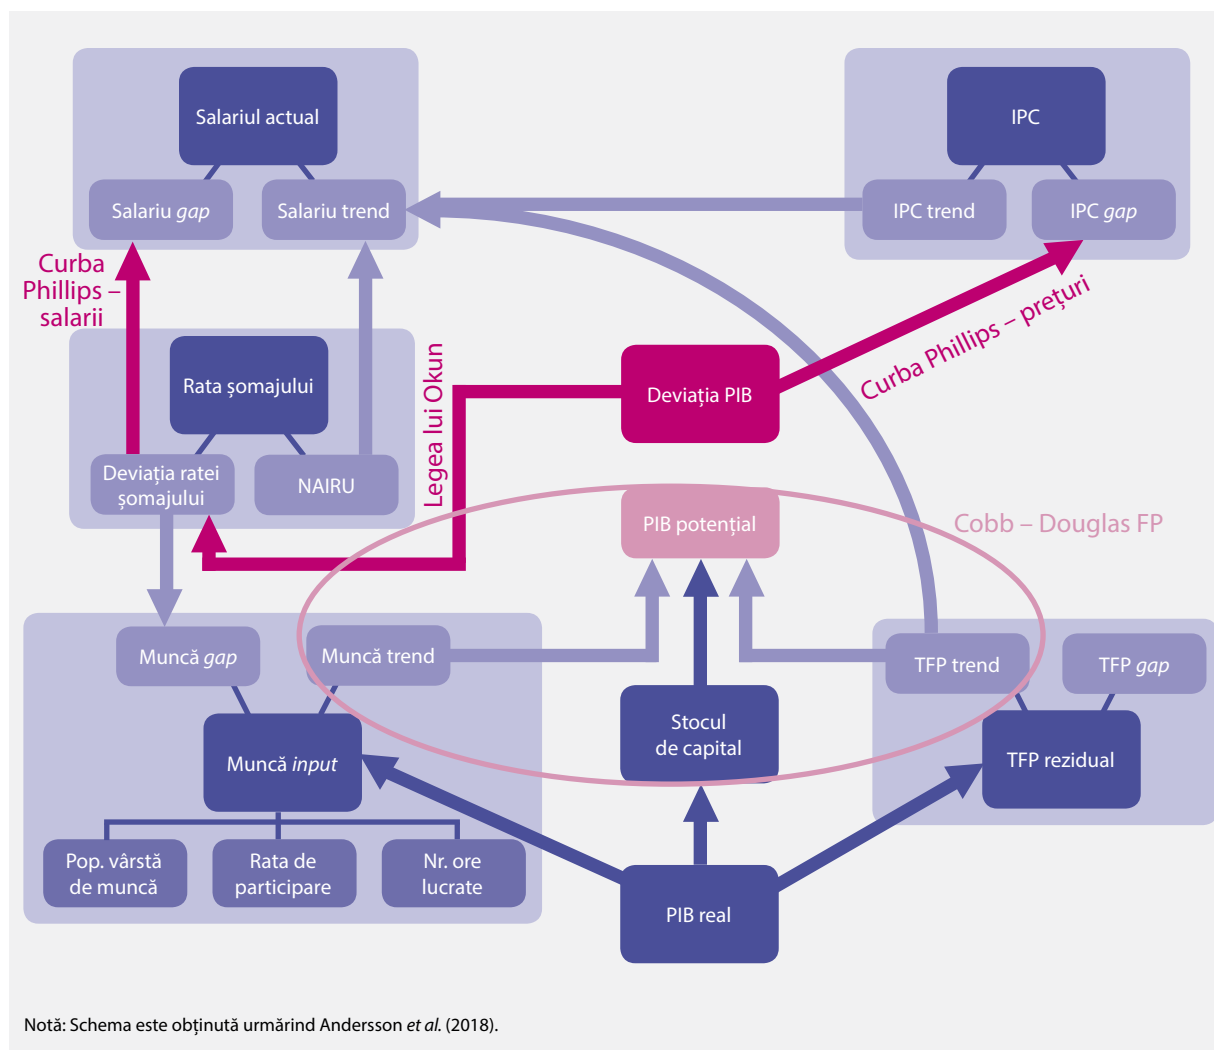 Salariul actual
IPC
Salariu gap
Salariu trend
IPC trend
IPC gap
Curba
Phillips –
salarii
Curba Phillips – prețuri
Rata șomajului
Legea lui Okun
Deviația PIB
Deviația ratei
șomajului
NAIRU
PIB potențial
Cobb – Douglas FP
Muncă gap
Muncă trend
TFP trend
TFP gap
Stocul
de capital
Muncă input
TFP rezidual
Pop. vârstă
de muncă
Rata de
participare
Nr. ore
lucrate
PIB real
Notă: Schema este obținută urmărind Andersson et al. (2018).